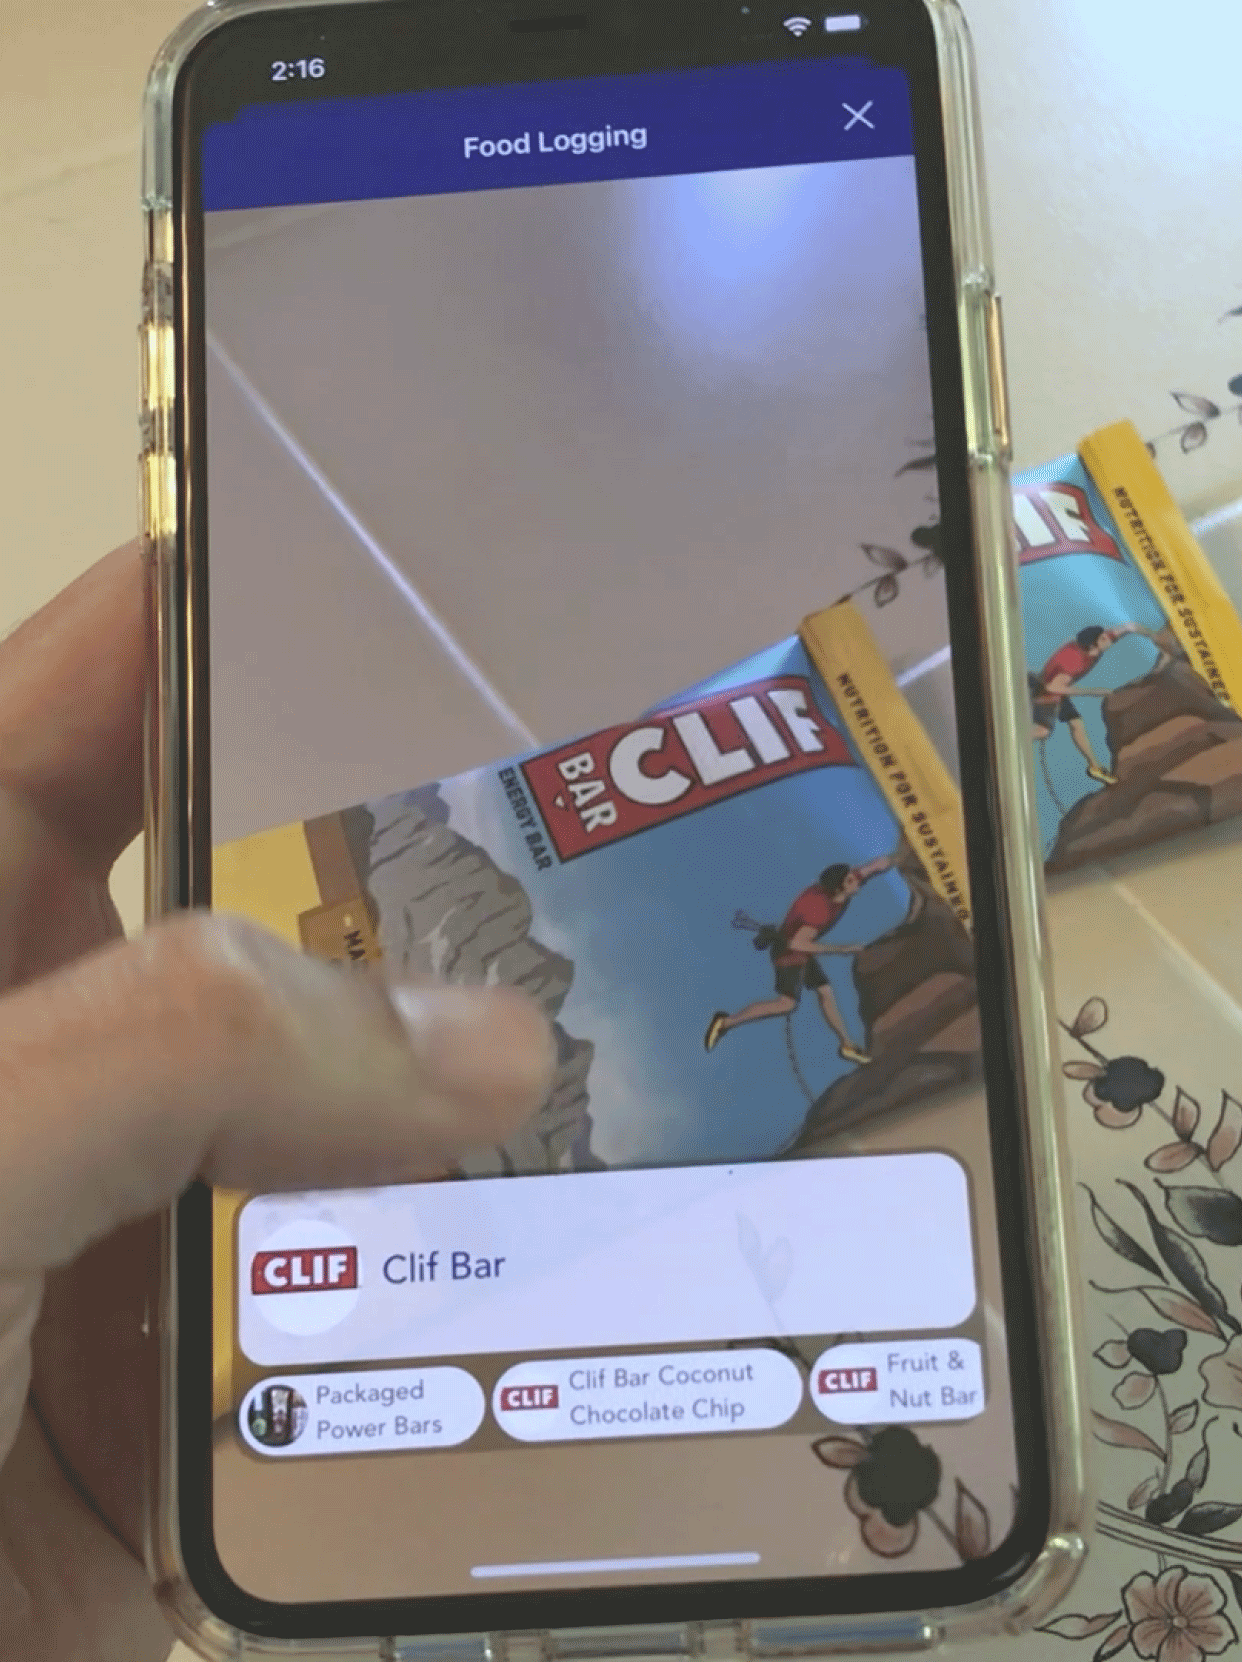 2:16
Food Logging
CLIF
BAR
ENERGY BAR
NUTRITION FOR SUSTAINED
NUTRITION FOR SUSTAINED
CLIF
Clif Bar
Packaged
Power Bars
CLIF
Clif Bar Coconut
Chocolate Chip
CLIF
Fruit &
Nut Bar